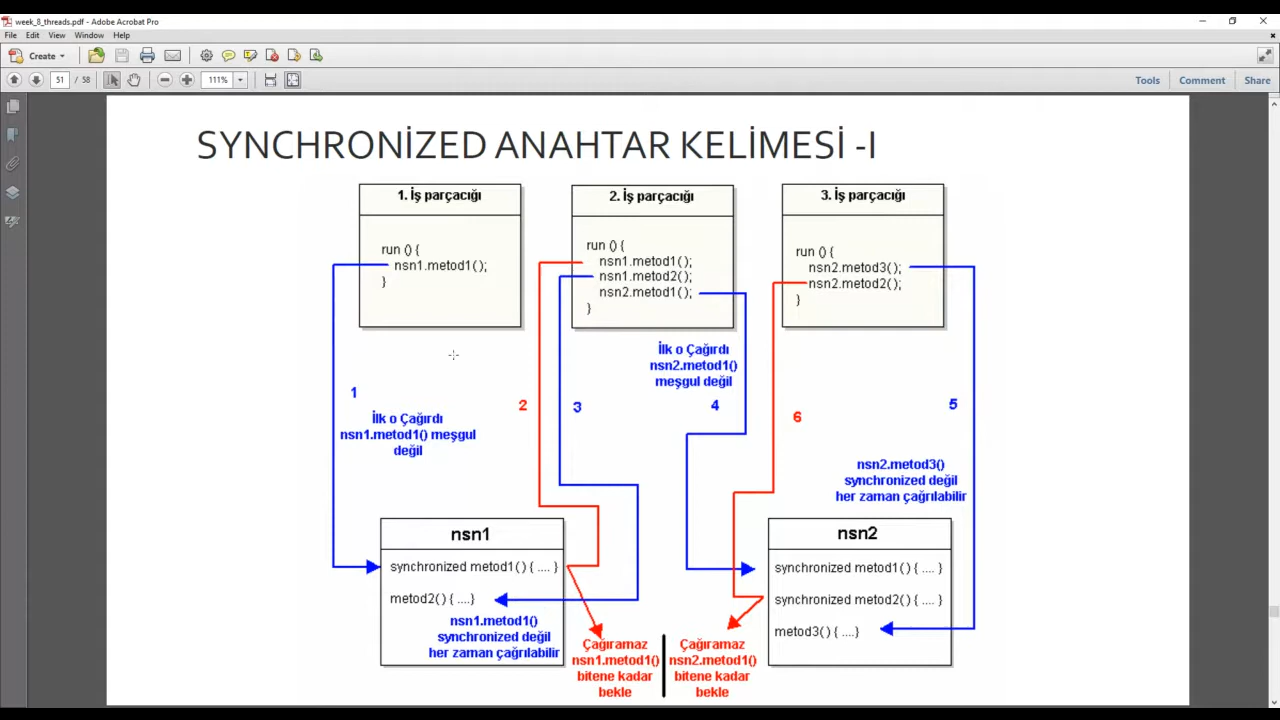 week_8_threads.pdf - Adobe Acrobat Pro
File Edit View Window Help
Create
51 / 58
111%
Tools Comment Share
SYNCHRONİZED ANAHTAR KELİMESİ -I
1. İş parçacığı
run () {
nsn1.metod1();
}
2. İş parçacığı
run () {
nsn1.metod1();
nsn1.metod2();
nsn2.metod1();
}
3. İş parçacığı
run () {
nsn2.metod3();
nsn2.metod2();
}
1
İlk o Çağırdı
nsn1.metod1() meşgul
değil
2
3
İlk o Çağırdı
nsn2.metod1()
meşgul değil
4
6
5
nsn2.metod3()
synchronized değil
her zaman çağrılabilir
nsn1
synchronized metod1() { .... }
metod2() { ....}
nsn1.metod1()
synchronized değil
her zaman çağrılabilir
Çağıramaz
nsn1.metod1()
bitene kadar
bekle
Çağıramaz
nsn2.metod1()
bitene kadar
bekle
nsn2
synchronized metod1() { .... }
synchronized metod2() { .... }
metod3() { ....}